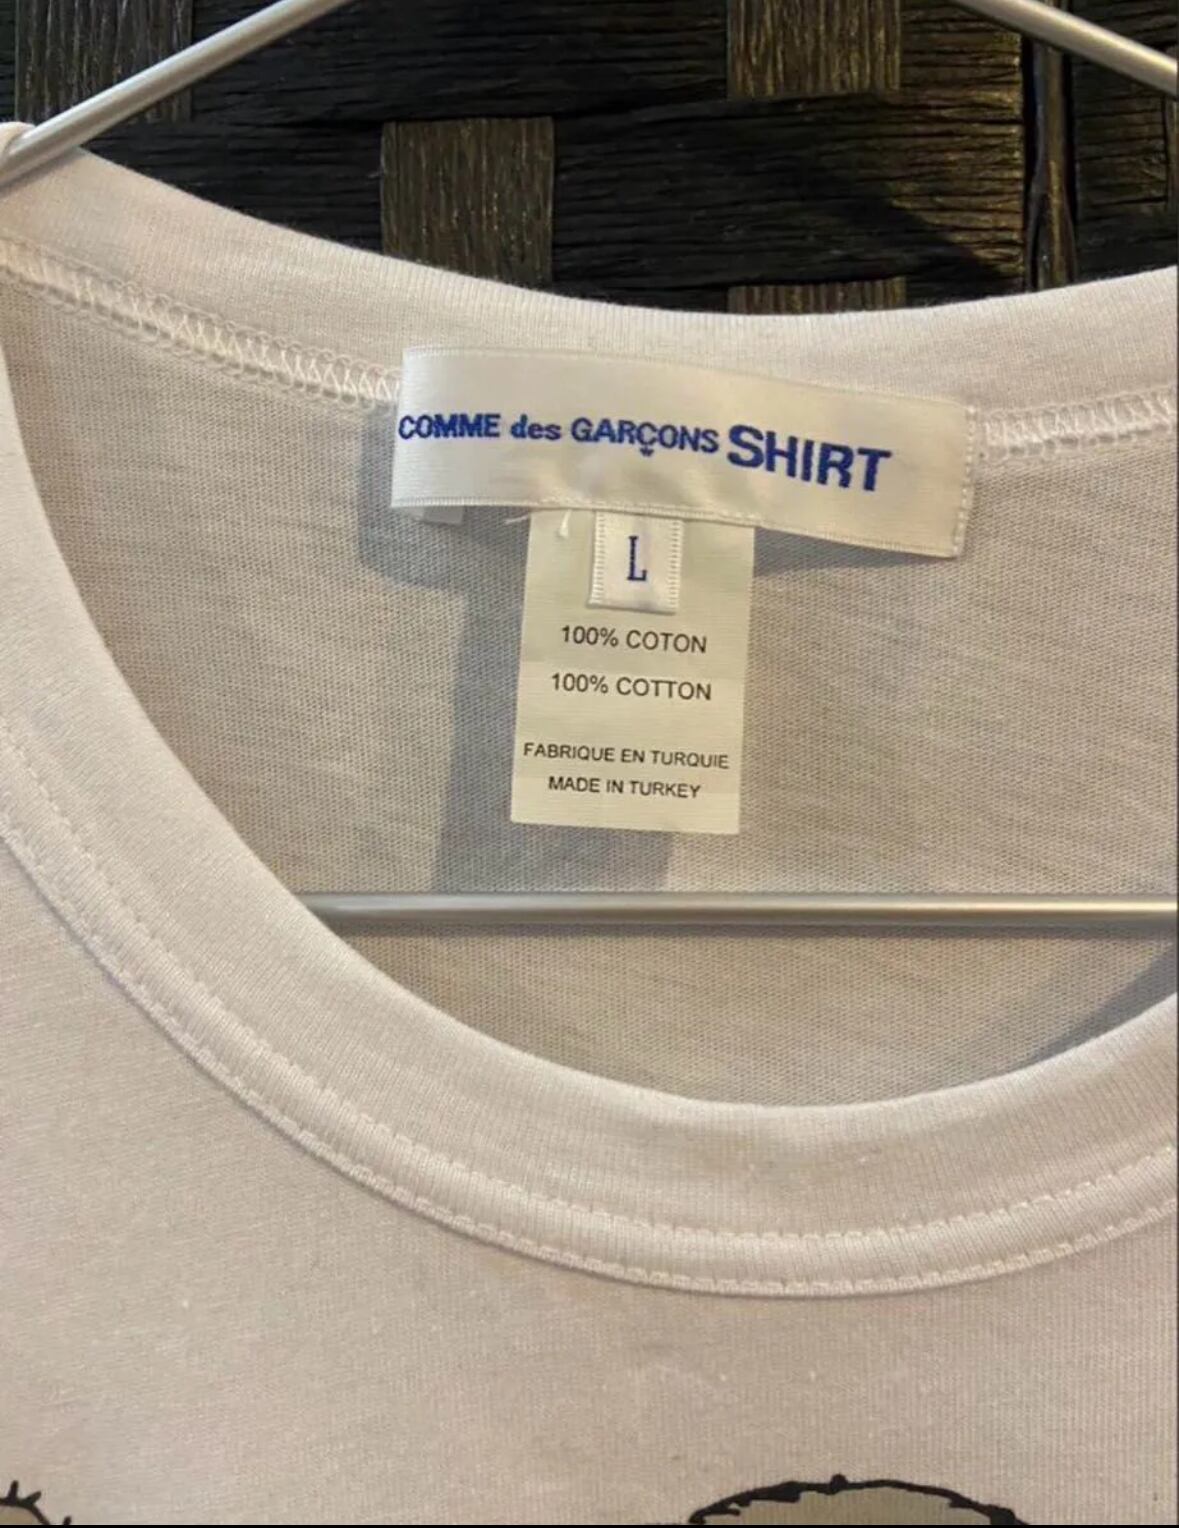 COMME des GARÇONS SHIRT
L
100% COTON
100% COTTON
FABRIQUE EN TURQUIE
MADE IN TURKEY